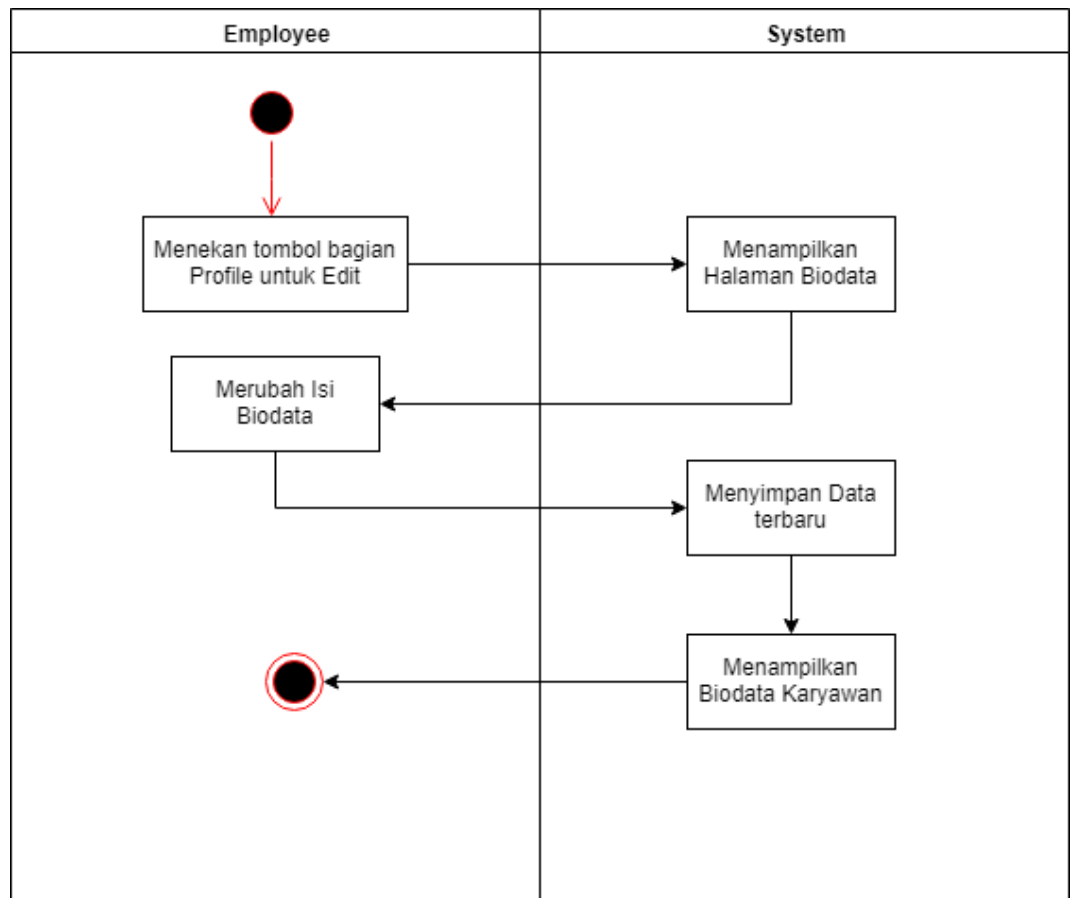 Employee
System
Menekan tombol bagian
Profile untuk Edit
Menampilkan
Halaman Biodata
Merubah Isi
Biodata
Menyimpan Data
terbaru
Menampilkan
Biodata Karyawan